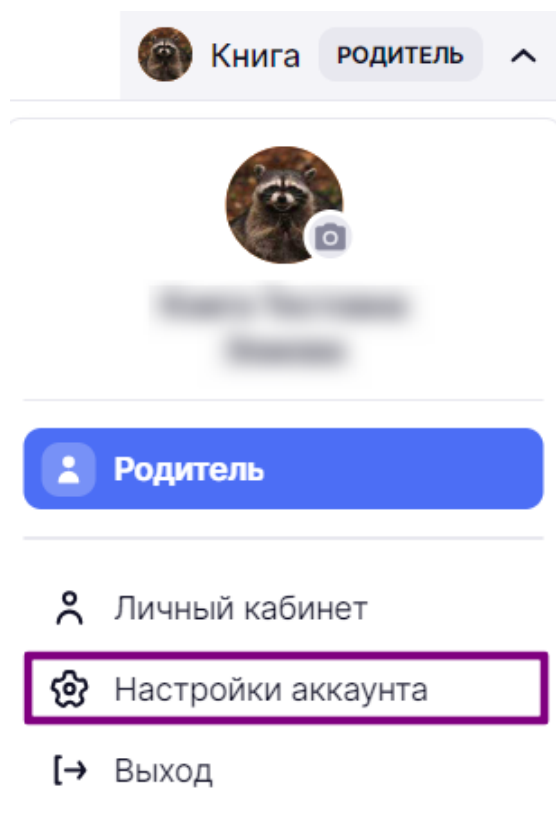 Книга РОДИТЕЛЬ
Родитель
Личный кабинет
Настройки аккаунта
Выход